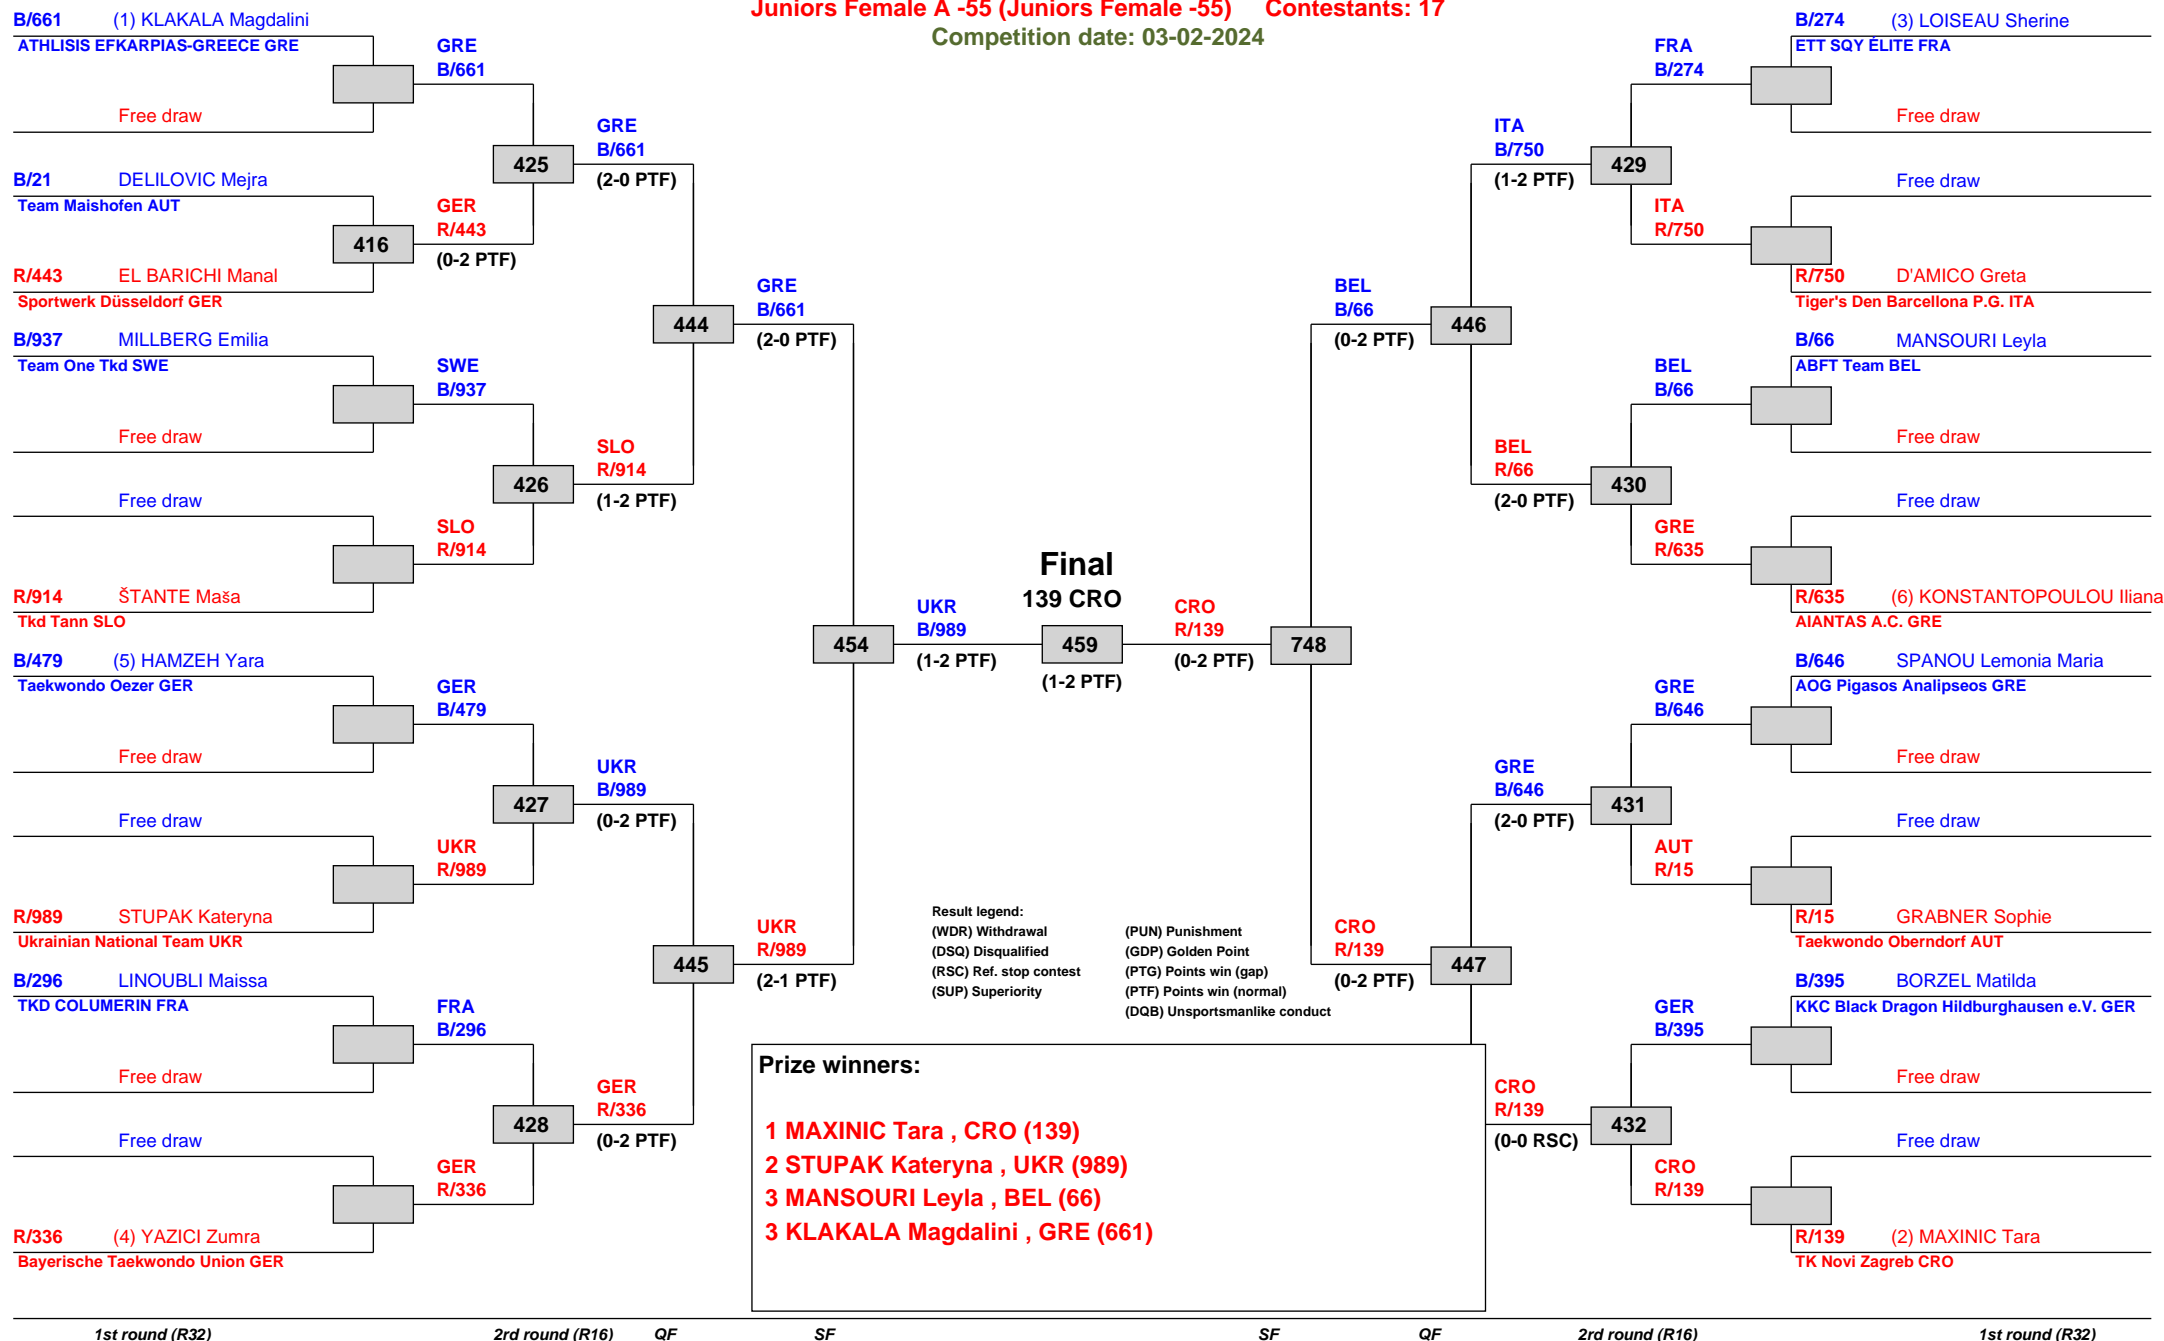 Juniors Female A -55 (Juniors Female -55) Contestants: 17
Competition date: 03-02-2024
B/661 (1) KLAKALA Magdalini
ATHLISIS EFKARPIAS-GREECE GRE
Free draw
B/21 DELILOVIC Mejra
Team Maishofen AUT
416
R/443 EL BARICHI Manal
Sportwerk Düsseldorf GER
B/937 MILLBERG Emilia
Team One Tkd SWE
Free draw
Free draw
R/914 ŠTANTE Maša
Tkd Tann SLO
B/479 (5) HAMZEH Yara
Taekwondo Oezer GER
Free draw
Free draw
R/989 STUPAK Kateryna
Ukrainian National Team UKR
B/296 LINOUBLI Maissa
TKD COLUMERIN FRA
Free draw
Free draw
R/336 (4) YAZICI Zumra
Bayerische Taekwondo Union GER
GRE
B/661
425
GER
R/443
(0-2 PTF)
SWE
B/937
426
SLO
R/914
GER
B/479
427
UKR
R/989
FRA
B/296
428
GER
R/336
GRE
B/661
(2-0 PTF)
444
SLO
R/914
(1-2 PTF)
UKR
B/989
(0-2 PTF)
445
GER
R/336
(0-2 PTF)
GRE
B/661
(2-0 PTF)
454
UKR
R/989
(2-1 PTF)
UKR
B/989
(1-2 PTF)
Final
139 CRO
459
(1-2 PTF)
CRO
R/139
(0-2 PTF)
748
BEL
B/66
(0-2 PTF)
446
CRO
R/139
(0-2 PTF)
447
ITA
B/750
(1-2 PTF)
429
BEL
R/66
(2-0 PTF)
430
GRE
B/646
(2-0 PTF)
431
CRO
R/139
(0-0 RSC)
432
FRA
B/274
ITA
R/750
BEL
B/66
GRE
R/635
GRE
B/646
AUT
R/15
GER
B/395
CRO
R/139
B/274 (3) LOISEAU Sherine
ETT SQY ÉLITE FRA
Free draw
Free draw
R/750 D'AMICO Greta
Tiger's Den Barcellona P.G. ITA
B/66 MANSOURI Leyla
ABFT Team BEL
Free draw
Free draw
R/635 (6) KONSTANTOPOULOU Iliana
AIANTAS A.C. GRE
B/646 SPANOU Lemonia Maria
AOG Pigasos Analipseos GRE
Free draw
Free draw
R/15 GRABNER Sophie
Taekwondo Oberndorf AUT
B/395 BORZEL Matilda
KKC Black Dragon Hildburghausen e.V. GER
Free draw
Free draw
R/139 (2) MAXINIC Tara
TK Novi Zagreb CRO
Result legend:
(WDR) Withdrawal (PUN) Punishment
(DSQ) Disqualified (GDP) Golden Point
(RSC) Ref. stop contest (PTG) Points win (gap)
(SUP) Superiority (PTF) Points win (normal)
(DQB) Unsportsmanlike conduct
Prize winners:
1 MAXINIC Tara , CRO (139)
2 STUPAK Kateryna , UKR (989)
3 MANSOURI Leyla , BEL (66)
3 KLAKALA Magdalini , GRE (661)
1st round (R32) 2rd round (R16) QF SF SF QF 2rd round (R16) 1st round (R32)